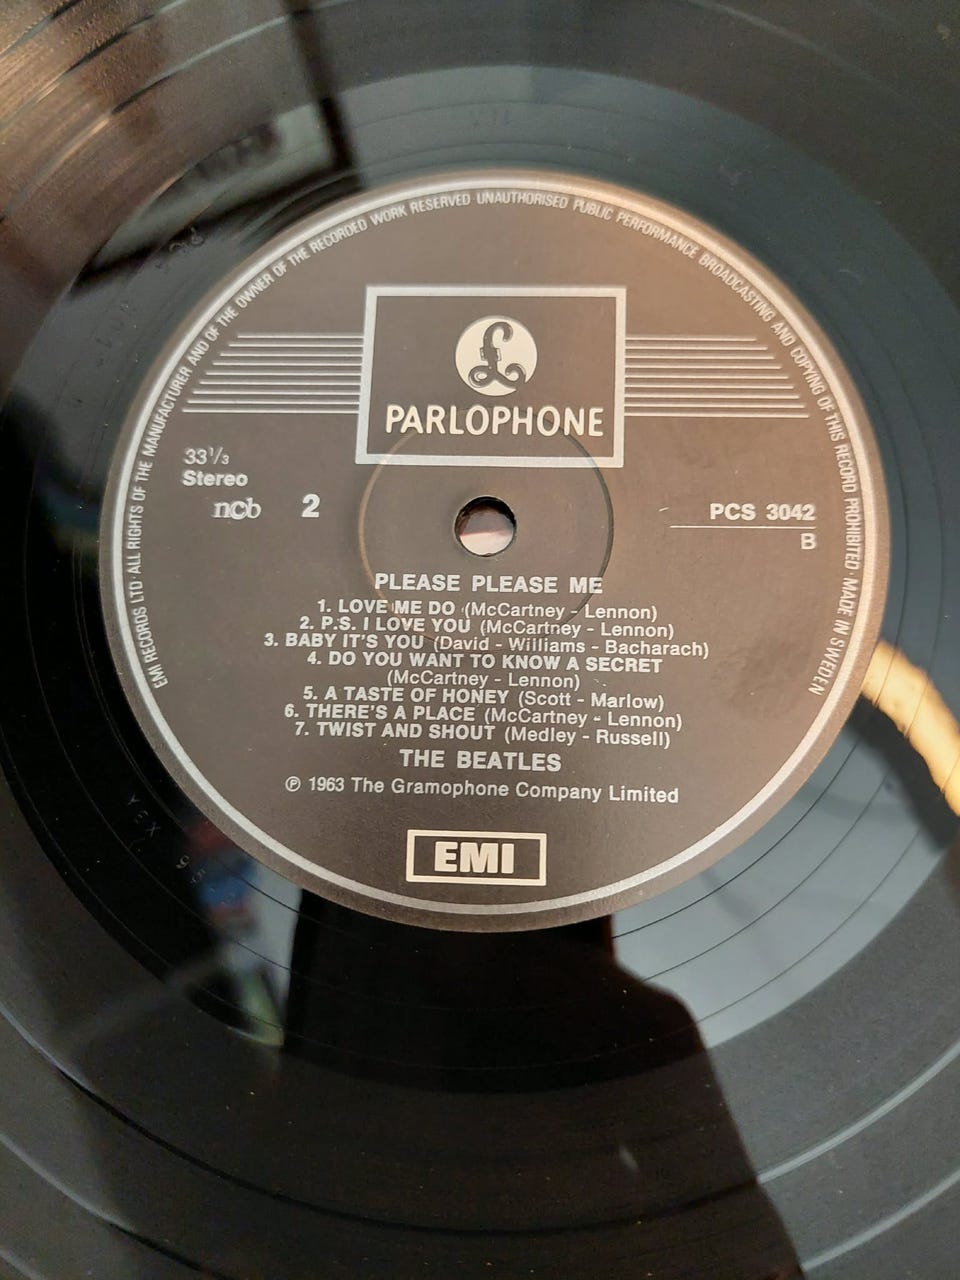 EMI RECORDS LTD · ALL RIGHTS OF THE MANUFACTURER AND OF THE OWNER OF THE RECORDED WORK RESERVED · UNAUTHORISED PUBLIC PERFORMANCE BROADCASTING AND COPYING OF THIS RECORD PROHIBITED · MADE IN SWEDEN
£
PARLOPHONE
33⅓
Stereo
ncb 2
PCS 3042
B
PLEASE PLEASE ME
1. LOVE ME DO (McCartney - Lennon)
2. P.S. I LOVE YOU (McCartney - Lennon)
3. BABY IT'S YOU (David - Williams - Bacharach)
4. DO YOU WANT TO KNOW A SECRET
(McCartney - Lennon)
5. A TASTE OF HONEY (Scott - Marlow)
6. THERE'S A PLACE (McCartney - Lennon)
7. TWIST AND SHOUT (Medley - Russell)
THE BEATLES
℗ 1963 The Gramophone Company Limited
EMI
YEX